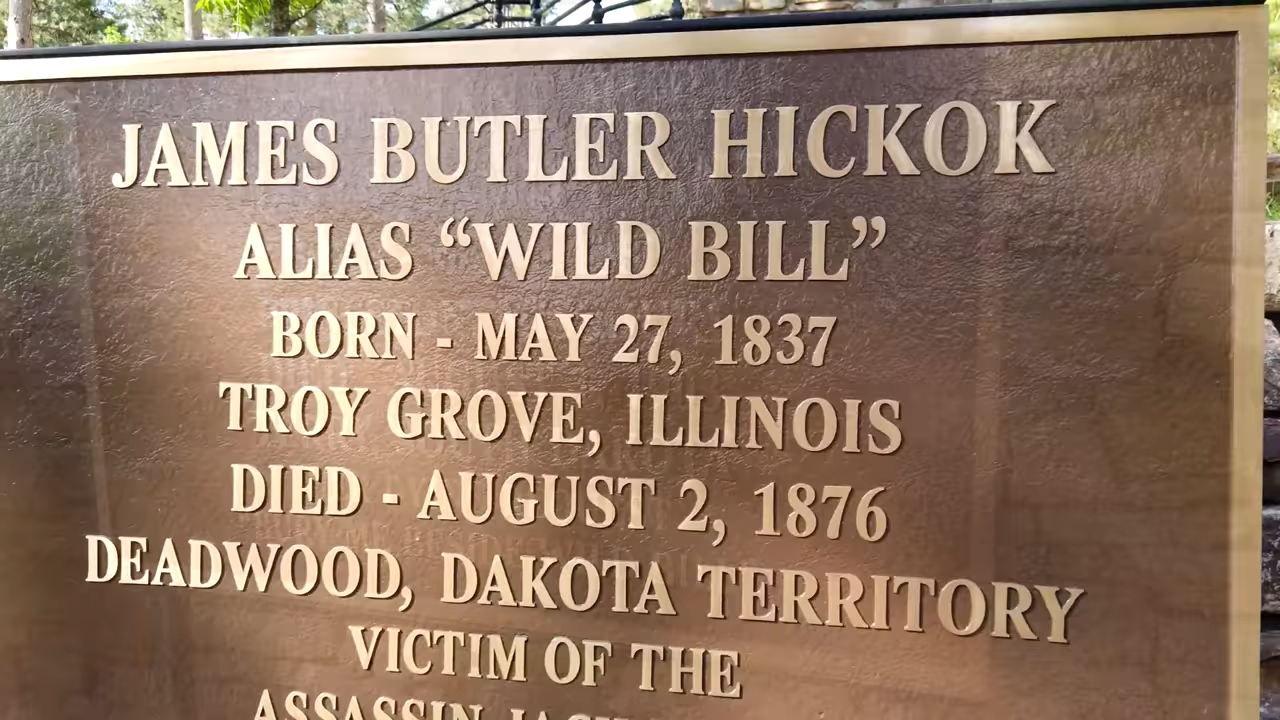 JAMES BUTLER HICKOK
ALIAS “WILD BILL”
BORN - MAY 27, 1837
TROY GROVE, ILLINOIS
DIED - AUGUST 2, 1876
DEADWOOD, DAKOTA TERRITORY
VICTIM OF THE
ASSASSIN